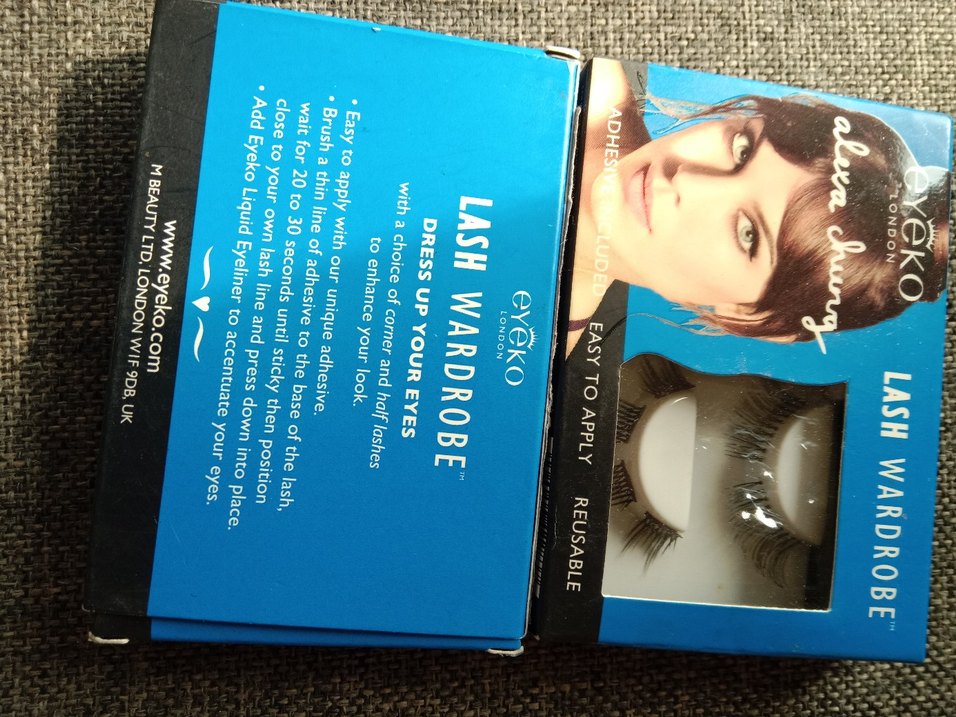 eyeko
LONDON
LASH WARDROBE™
DRESS UP YOUR EYES
with a choice of corner and half lashes
to enhance your look.
• Easy to apply with our unique adhesive.
• Brush a thin line of adhesive to the base of the lash,
wait for 20 to 30 seconds until sticky then position
close to your own lash line and press down into place.
• Add Eyeko Liquid Eyeliner to accentuate your eyes.
www.eyeko.com
M BEAUTY LTD, LONDON W1F 9DB, UK
eyeko
LONDON
alexa chung
LASH WARDROBE™
ADHESIVE INCLUDED EASY TO APPLY REUSABLE